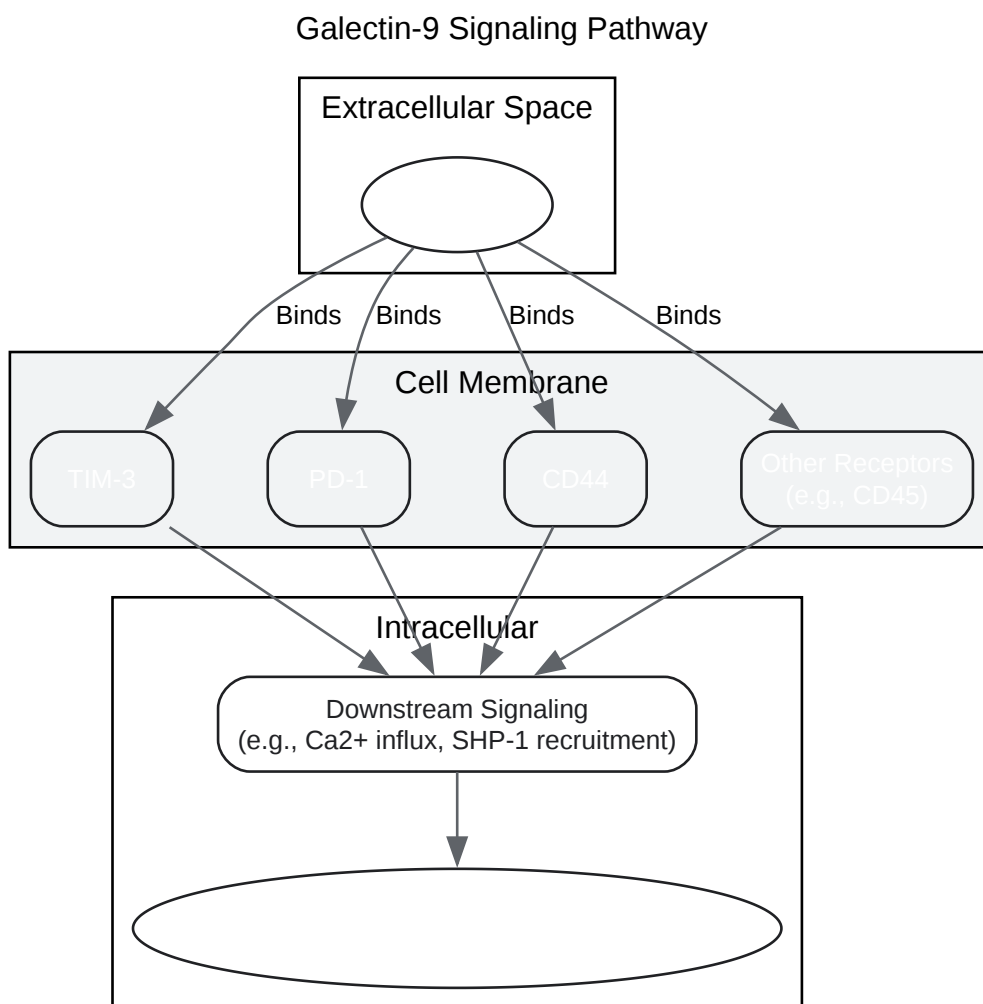 Galectin-9 Signaling Pathway
Extracellular Space
Binds
Binds
Binds
Binds
Cell Membrane
TIM-3
PD-1
CD44
Other Receptors
(e.g., CD45)
Intracellular
Downstream Signaling
(e.g., Ca2+ influx, SHP-1 recruitment)